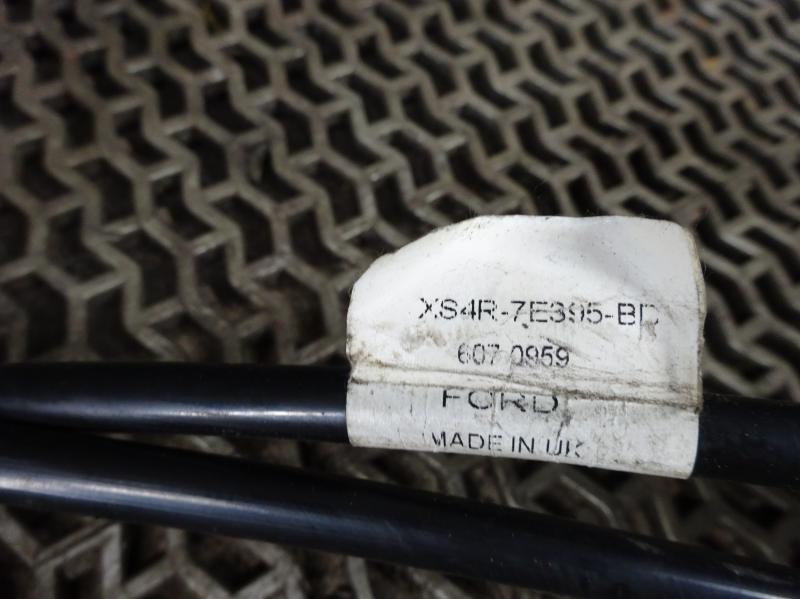 XS4R-7E395-BD
607 0959
FORD
MADE IN UK